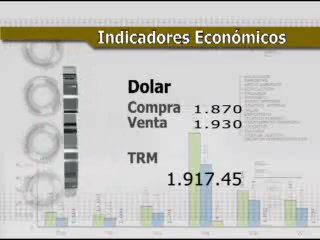 Indicadores Económicos
Dolar
Compra 1.870
Venta 1.930
TRM
1.917.45